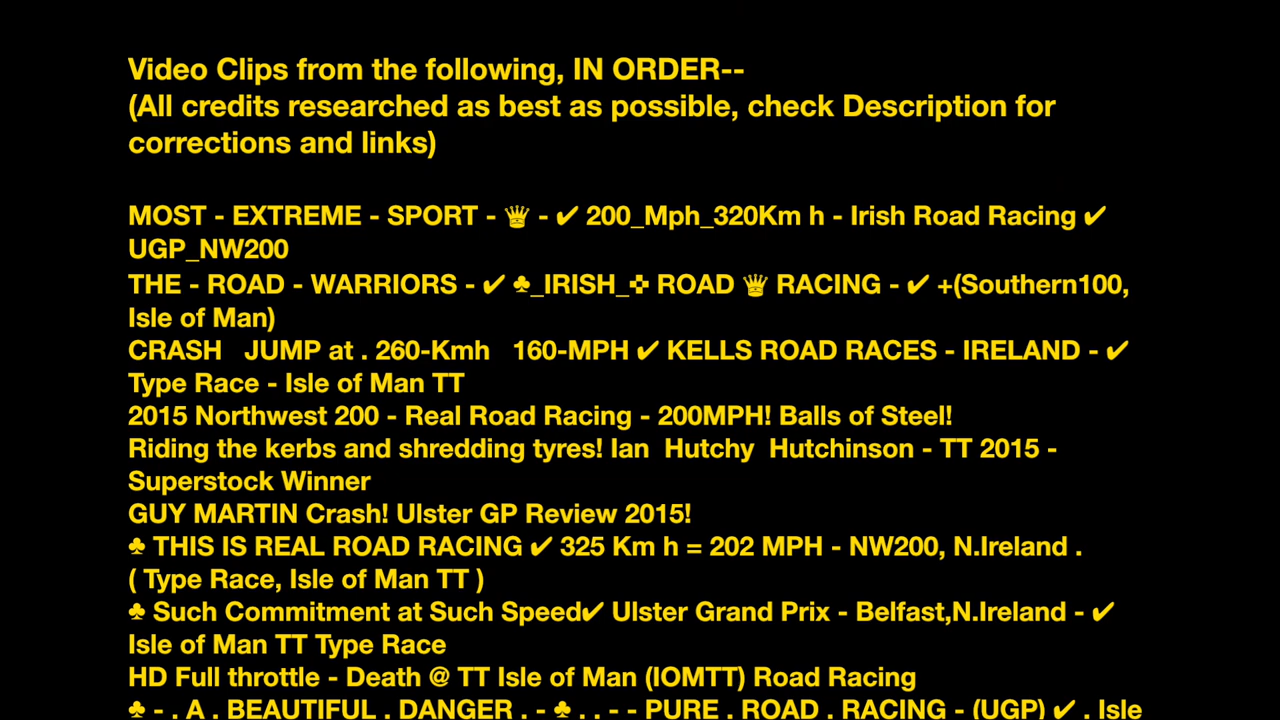 Video Clips from the following, IN ORDER--
(All credits researched as best as possible, check Description for
corrections and links)
MOST - EXTREME - SPORT - ♛ - ✔ 200_Mph_320Km h - Irish Road Racing ✔
UGP_NW200
THE - ROAD - WARRIORS - ✔ ♣_IRISH_✜ ROAD ♛ RACING - ✔ +(Southern100,
Isle of Man)
CRASH   JUMP at . 260-Kmh   160-MPH ✔ KELLS ROAD RACES - IRELAND - ✔
Type Race - Isle of Man TT
2015 Northwest 200 - Real Road Racing - 200MPH! Balls of Steel!
Riding the kerbs and shredding tyres! Ian  Hutchy  Hutchinson - TT 2015 -
Superstock Winner
GUY MARTIN Crash! Ulster GP Review 2015!
♣ THIS IS REAL ROAD RACING ✔ 325 Km h = 202 MPH - NW200, N.Ireland .
( Type Race, Isle of Man TT )
♣ Such Commitment at Such Speed✔ Ulster Grand Prix - Belfast,N.Ireland - ✔
Isle of Man TT Type Race
HD Full throttle - Death @ TT Isle of Man (IOMTT) Road Racing
♣ - . A . BEAUTIFUL . DANGER . - ♣ . . - - PURE . ROAD . RACING - (UGP) ✔ . Isle